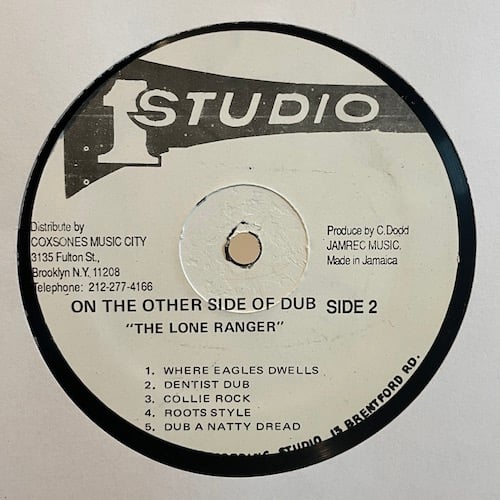 1 STUDIO
Distribute by
COXSONES MUSIC CITY
3135 Fulton St.,
Brooklyn N.Y. 11208
Telephone: 212-277-4166
Produce by C.Dodd
JAMREC MUSIC.
Made in Jamaica
ON THE OTHER SIDE OF DUB SIDE 2
"THE LONE RANGER"
1. WHERE EAGLES DWELLS
2. DENTIST DUB
3. COLLIE ROCK
4. ROOTS STYLE
5. DUB A NATTY DREAD
STUDIO 13 BRENTFORD RD.